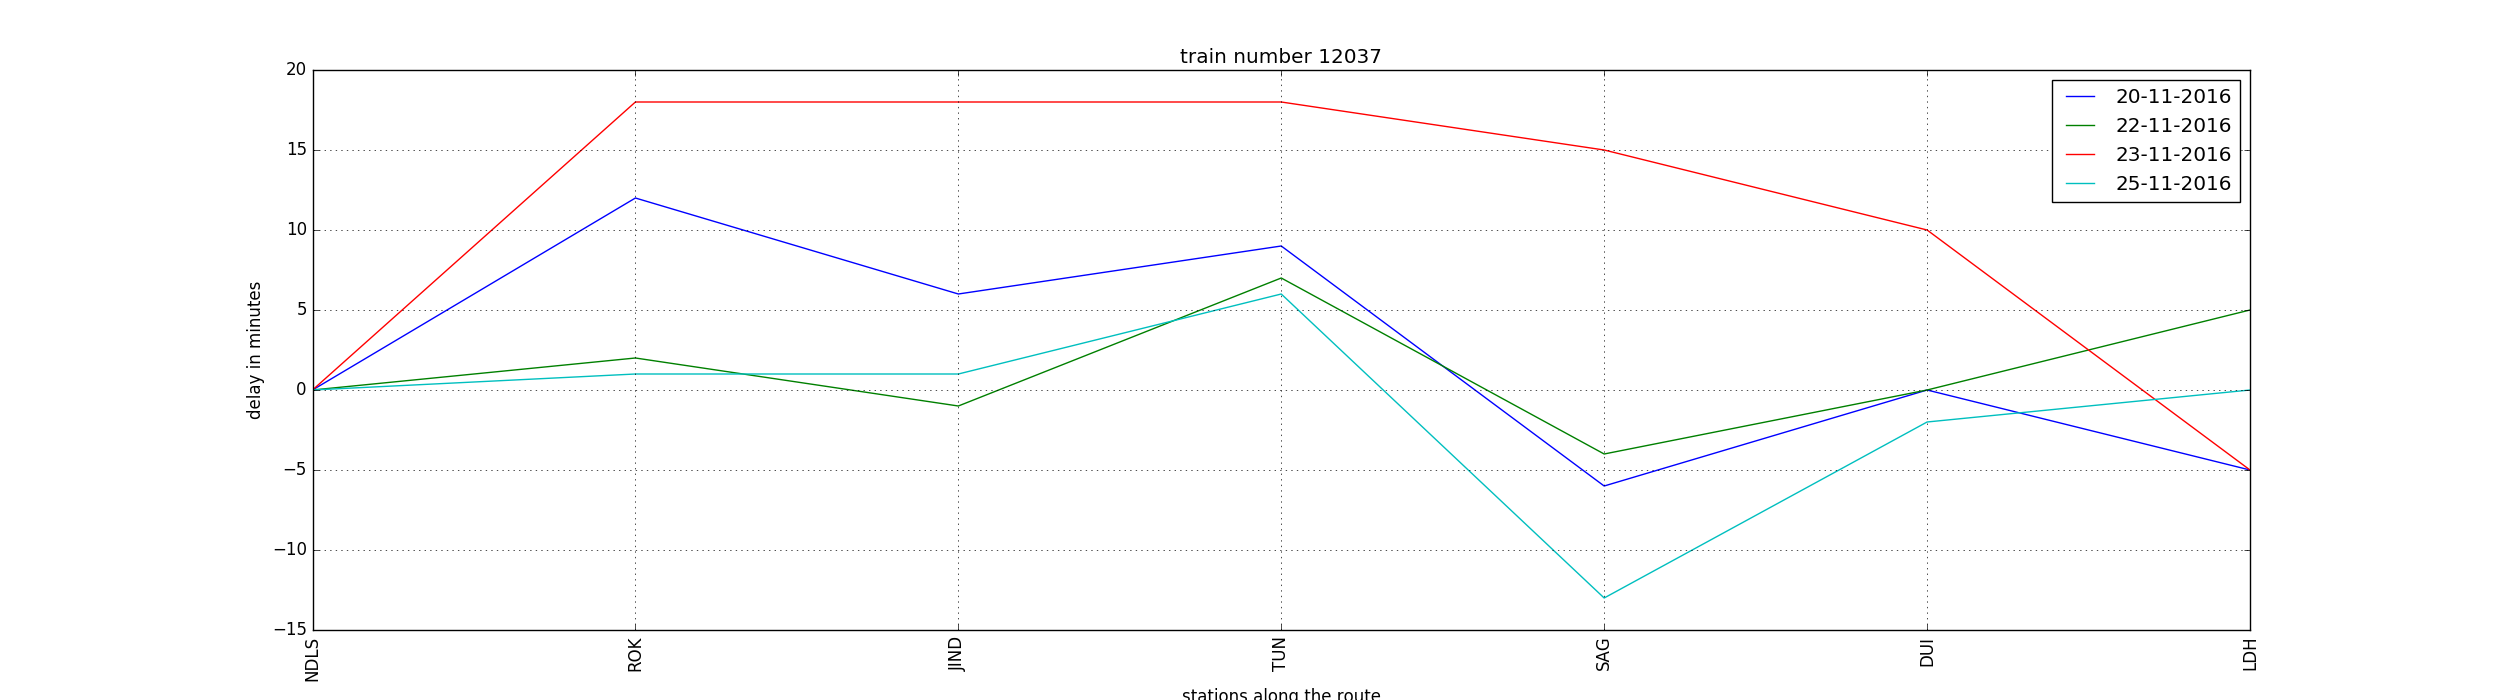 train number 12037
20
15
10
5
0
−5
−10
−15
delay in minutes
20-11-2016
22-11-2016
23-11-2016
25-11-2016
NDLS
ROK
JIND
TUN
SAG
DUI
LDH
stations along the route